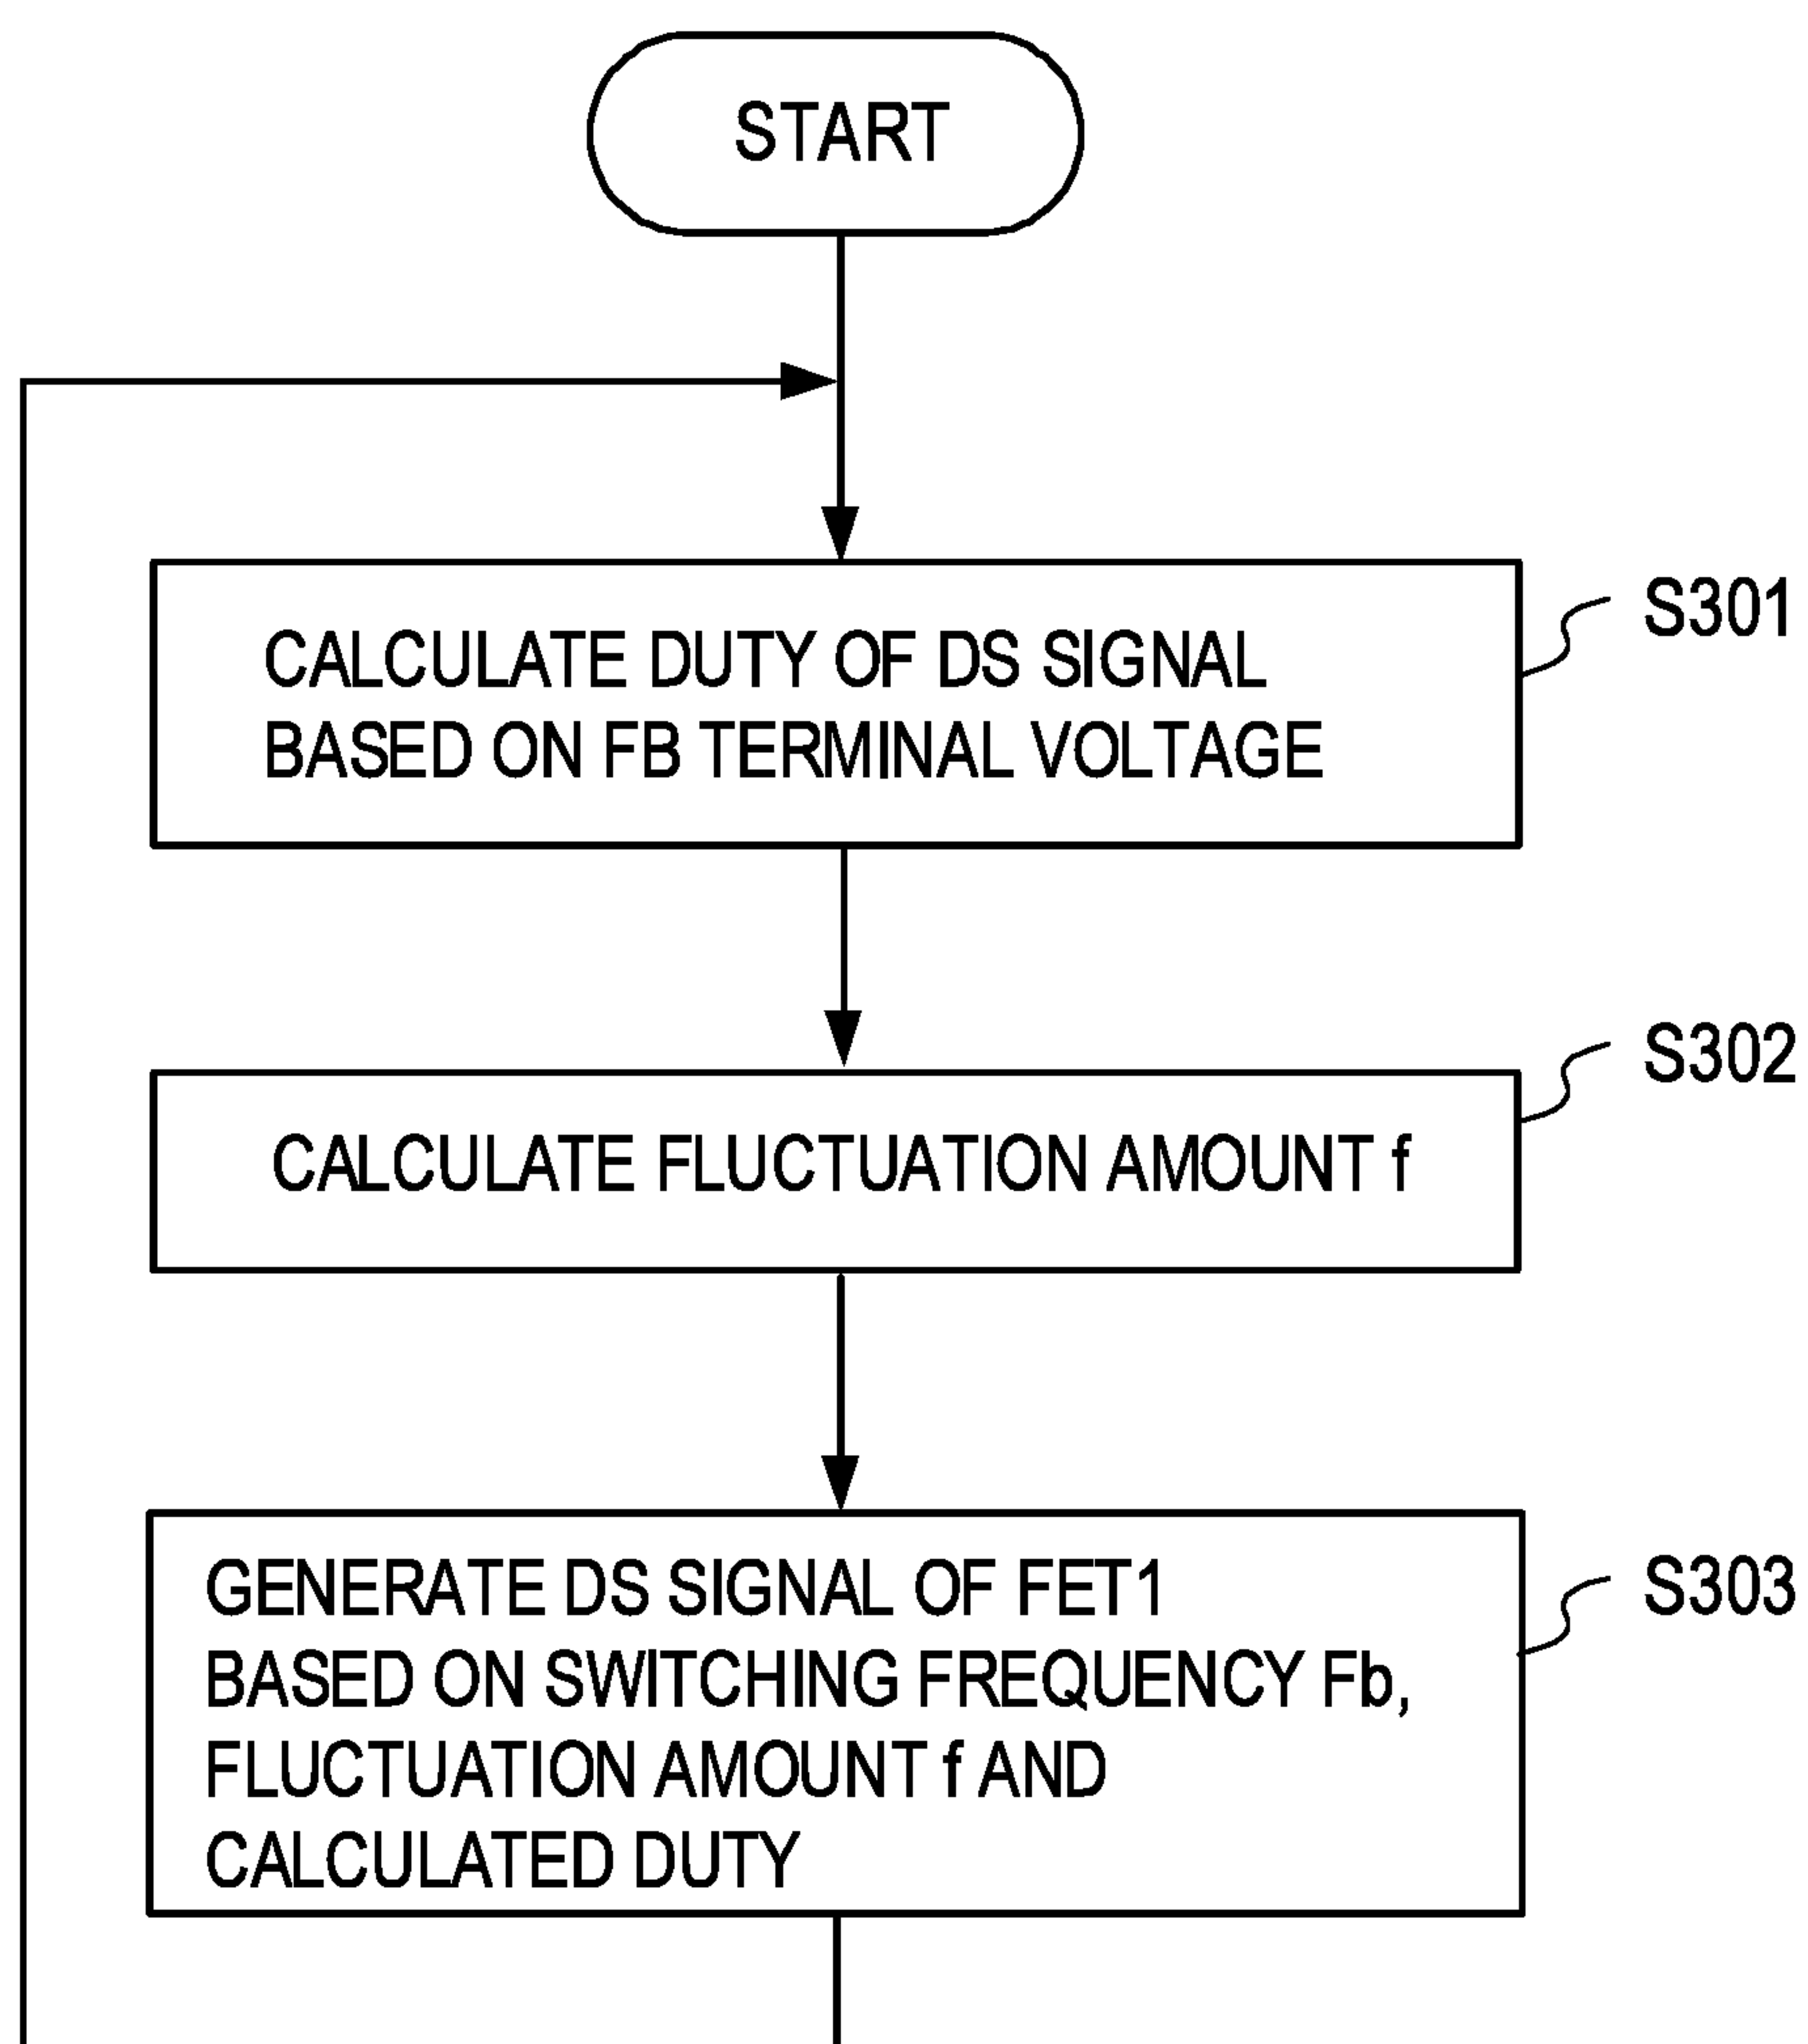 START
CALCULATE DUTY OF DS SIGNAL
BASED ON FB TERMINAL VOLTAGE
S301
CALCULATE FLUCTUATION AMOUNT f
S302
GENERATE DS SIGNAL OF FET1
BASED ON SWITCHING FREQUENCY Fb,
FLUCTUATION AMOUNT f AND
CALCULATED DUTY
S303